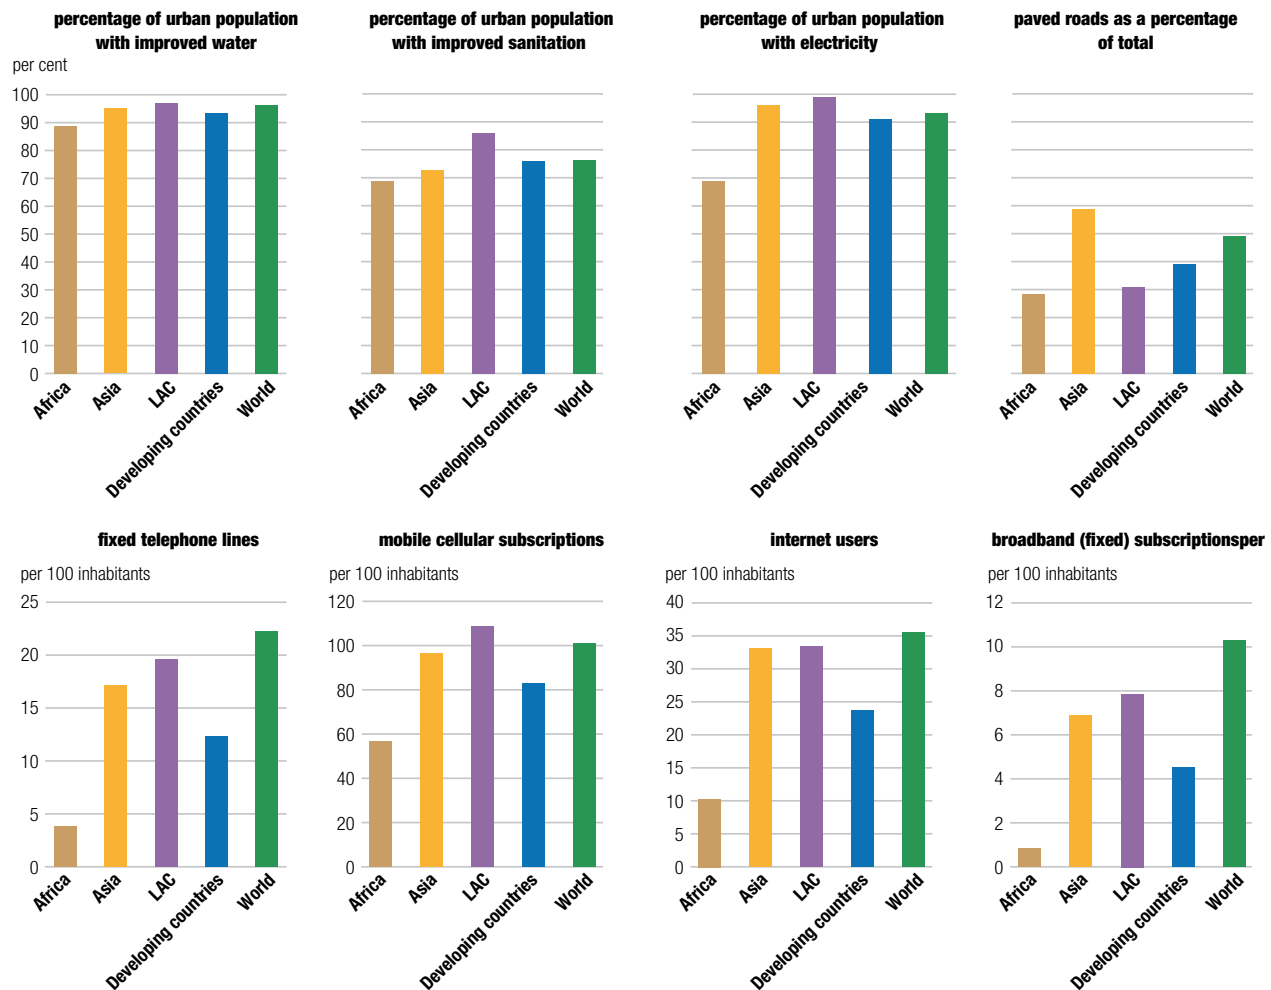 percentage of urban population
with improved water
per cent
100
90
80
70
60
50
40
30
20
10
0
Africa
Asia
LAC
Developing countries
World
percentage of urban population
with improved sanitation
Africa
Asia
LAC
Developing countries
World
percentage of urban population
with electricity
Africa
Asia
LAC
Developing countries
World
paved roads as a percentage
of total
Africa
Asia
LAC
Developing countries
World
fixed telephone lines
per 100 inhabitants
25
20
15
10
5
0
Africa
Asia
LAC
Developing countries
World
mobile cellular subscriptions
per 100 inhabitants
120
100
80
60
40
20
0
Africa
Asia
LAC
Developing countries
World
internet users
per 100 inhabitants
40
35
30
25
20
15
10
5
0
Africa
Asia
LAC
Developing countries
World
broadband (fixed) subscriptionsper
per 100 inhabitants
12
10
8
6
4
2
0
Africa
Asia
LAC
Developing countries
World